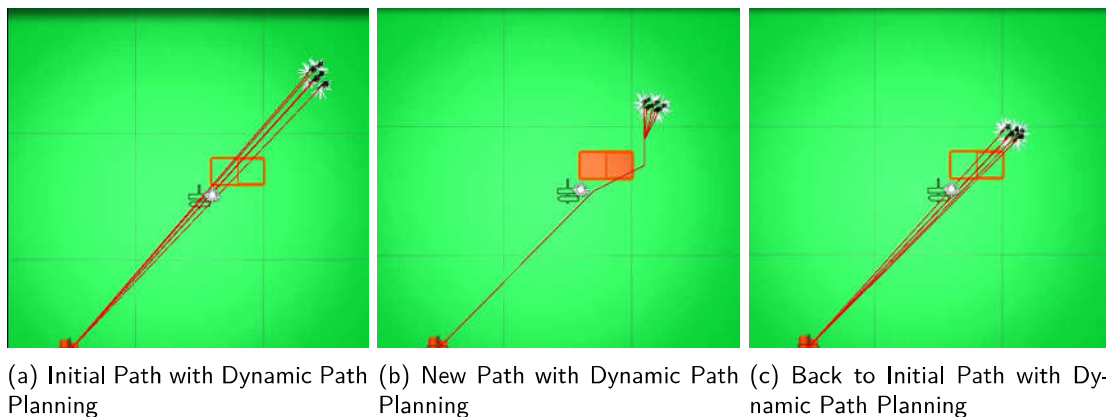 (a) Initial Path with Dynamic Path
Planning
(b) New Path with Dynamic Path
Planning
(c) Back to Initial Path with Dy-
namic Path Planning